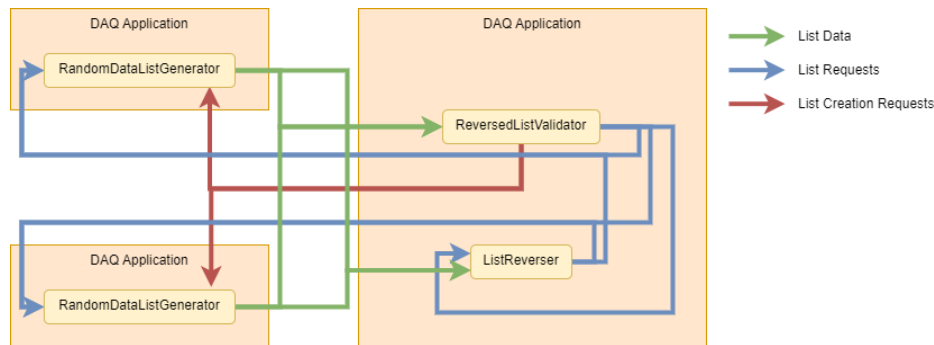 DAQ Application
RandomDataListGenerator
DAQ Application
ReversedListValidator
ListReverser
DAQ Application
RandomDataListGenerator
List Data
List Requests
List Creation Requests